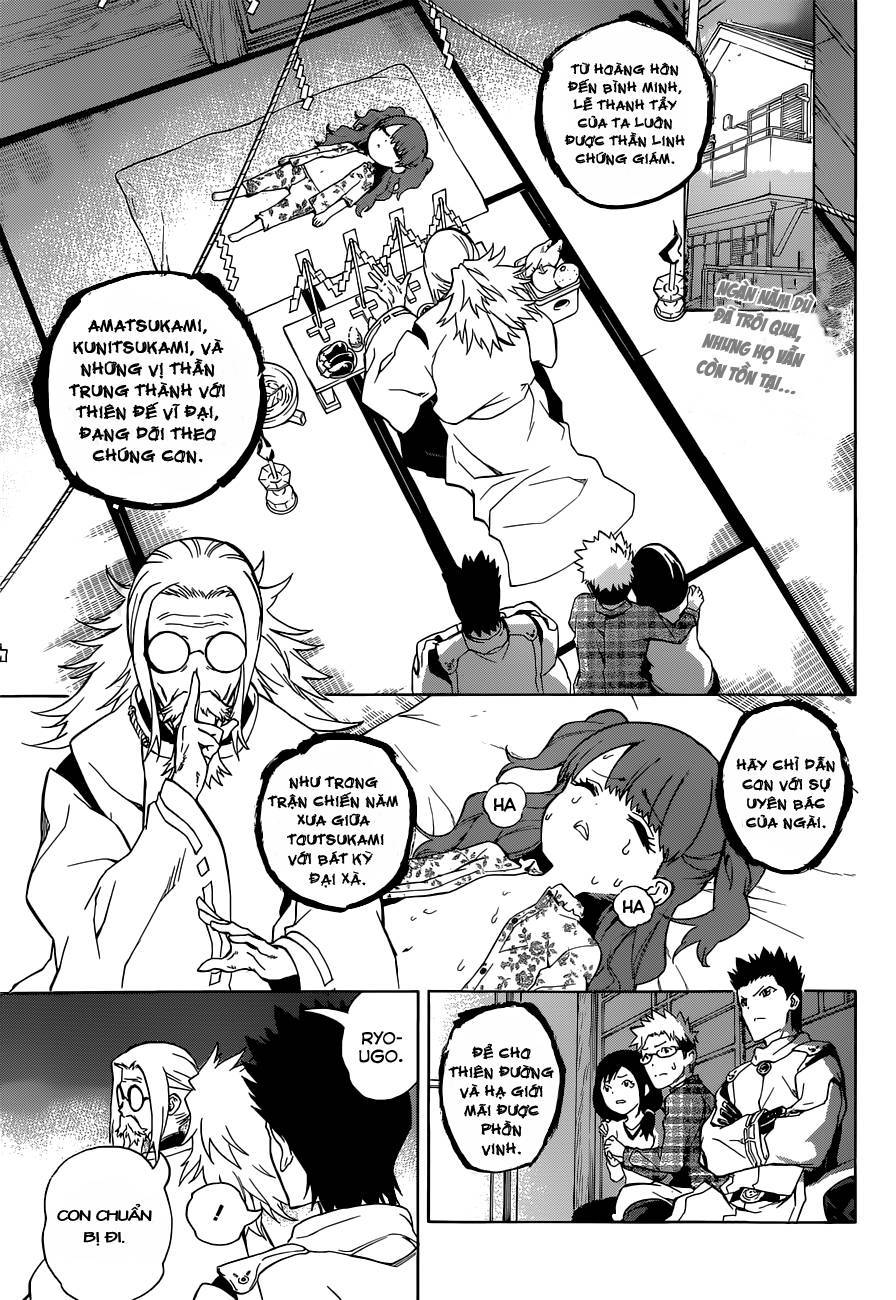 TỪ HOÀNG HÔN
ĐẾN BÌNH MINH,
LỄ THANH TẨY
CỦA TA LUÔN
ĐƯỢC THẦN LINH
CHỨNG GIÁM.
NGÀN NĂM DÙ
ĐÃ TRÔI QUA,
NHƯNG HỌ VẪN
CÒN TỒN TẠI...
AMATSUKAMI,
KUNITSUKAMI, VÀ
NHỮNG VỊ THẦN
TRUNG THÀNH VỚI
THIÊN ĐẾ VĨ ĐẠI,
ĐANG DÕI THEO
CHÚNG CON.
HÃY CHỈ DẪN
CON VỚI SỰ
UYÊN BÁC
CỦA NGÀI.
HA
HA
NHƯ TRONG
TRẬN CHIẾN NĂM
XƯA GIỮA
TOUTSUKAMI
VỚI BÁT KỲ
ĐẠI XÀ.
ĐỂ CHO
THIÊN ĐƯỜNG
VÀ HẠ GIỚI
MÃI ĐƯỢC
PHỒN
VINH.
RYO-
UGO.
!
CON CHUẨN
BỊ ĐI.